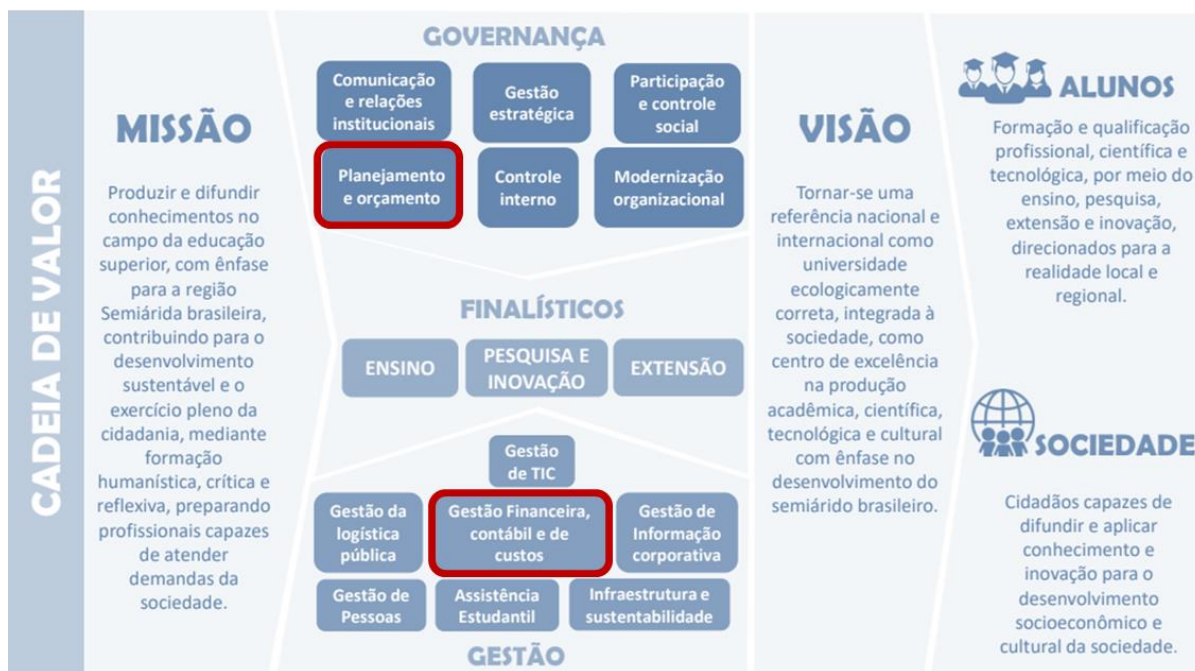 CADEIA DE VALOR
MISSÃO
Produzir e difundir
conhecimentos no
campo da educação
superior, com ênfase
para a região
Semiárida brasileira,
contribuindo para o
desenvolvimento
sustentável e o
exercício pleno da
cidadania, mediante
formação
humanística, crítica e
reflexiva, preparando
profissionais capazes
de atender
demandas da
sociedade.
GOVERNANÇA
Comunicação
e relações
institucionais
Gestão
estratégica
Participação
e controle
social
Planejamento
e orçamento
Controle
interno
Modernização
organizacional
FINALÍSTICOS
ENSINO
PESQUISA E
INOVAÇÃO
EXTENSÃO
Gestão
de TIC
Gestão da
logística
pública
Gestão Financeira,
contábil e de
custos
Gestão de
Informação
corporativa
Gestão de
Pessoas
Assistência
Estudantil
Infraestrutura e
sustentabilidade
GESTÃO
VISÃO
Tornar-se uma
referência nacional e
internacional como
universidade
ecologicamente
correta, integrada à
sociedade, como
centro de excelência
na produção
acadêmica, científica,
tecnológica e cultural
com ênfase no
desenvolvimento do
semiárido brasileiro.
ALUNOS
Formação e qualificação
profissional, científica e
tecnológica, por meio do
ensino, pesquisa,
extensão e inovação,
direcionados para a
realidade local e
regional.
SOCIEDADE
Cidadãos capazes de
difundir e aplicar
conhecimento e
inovação para o
desenvolvimento
socioeconômico e
cultural da sociedade.